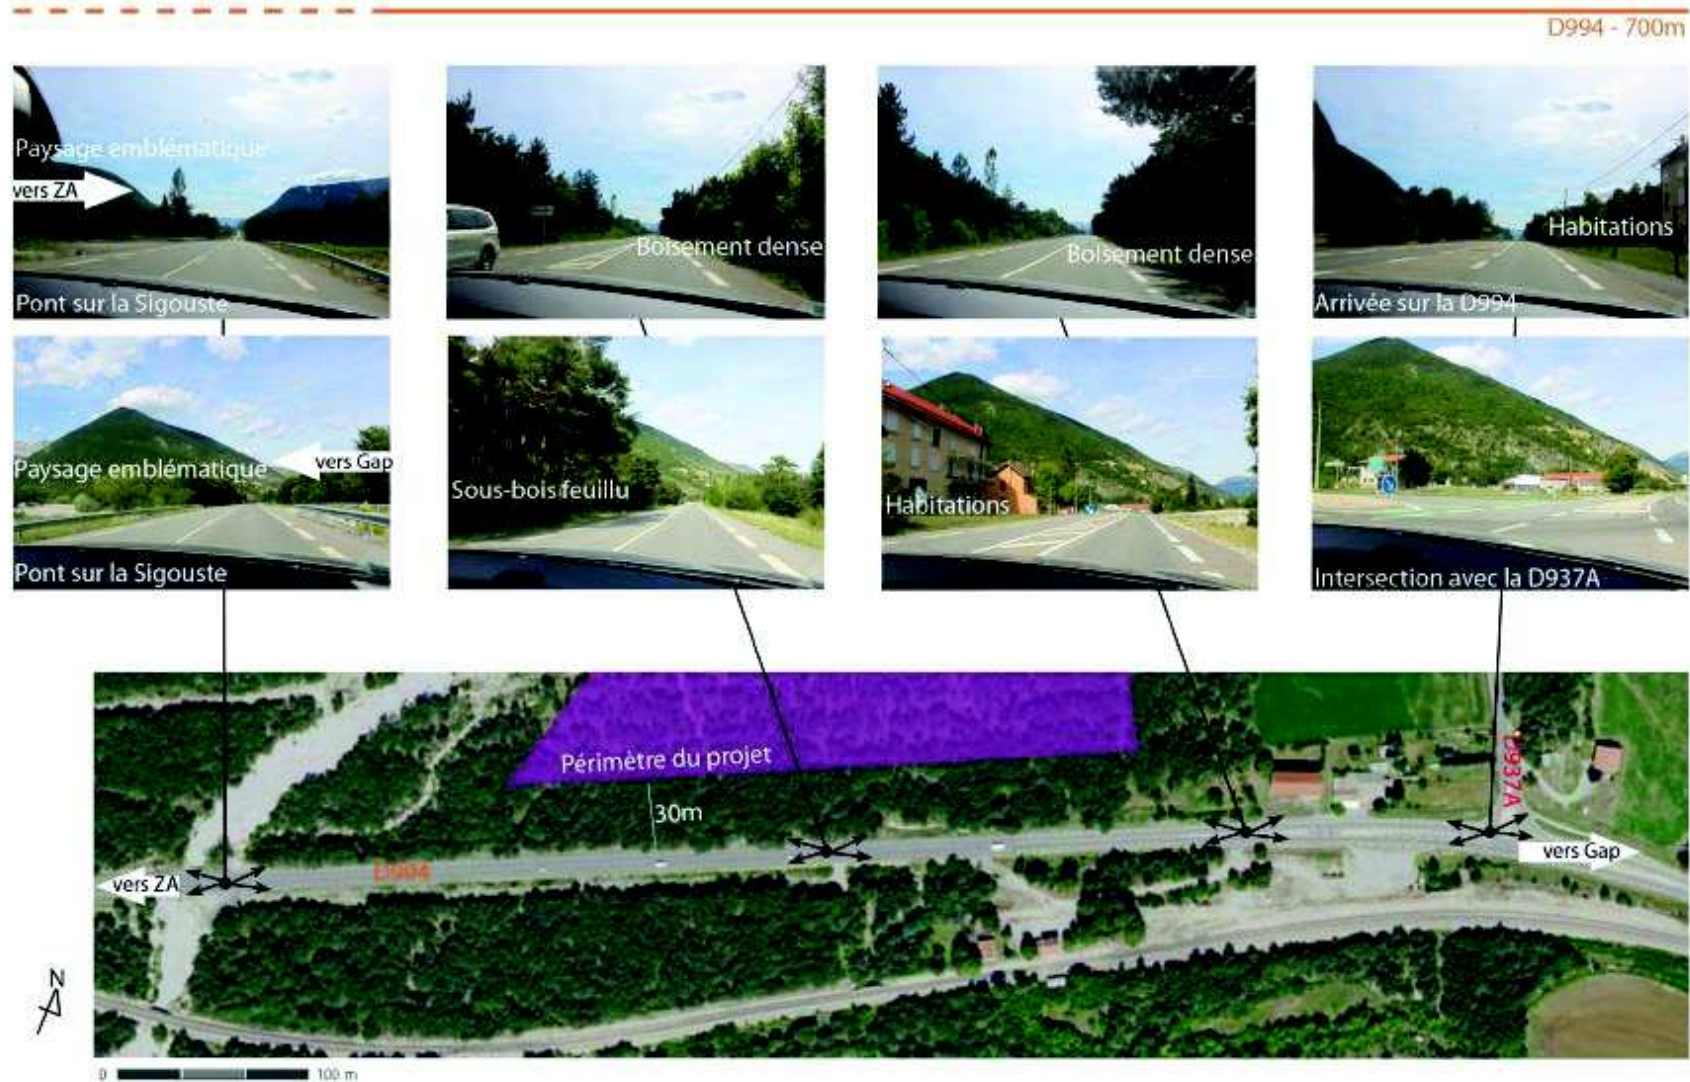 D994 - 700m
Paysage emblématique
vers ZA
Pont sur la Sigouste
Boisement dense
Boisement dense
Habitations
Arrivée sur la D994
Paysage emblématique
vers Gap
Pont sur la Sigouste
Sous-bois feuillu
Habitations
Intersection avec la D937A
Périmètre du projet
30m
D937A
D994
vers ZA
vers Gap
N
0
100 m